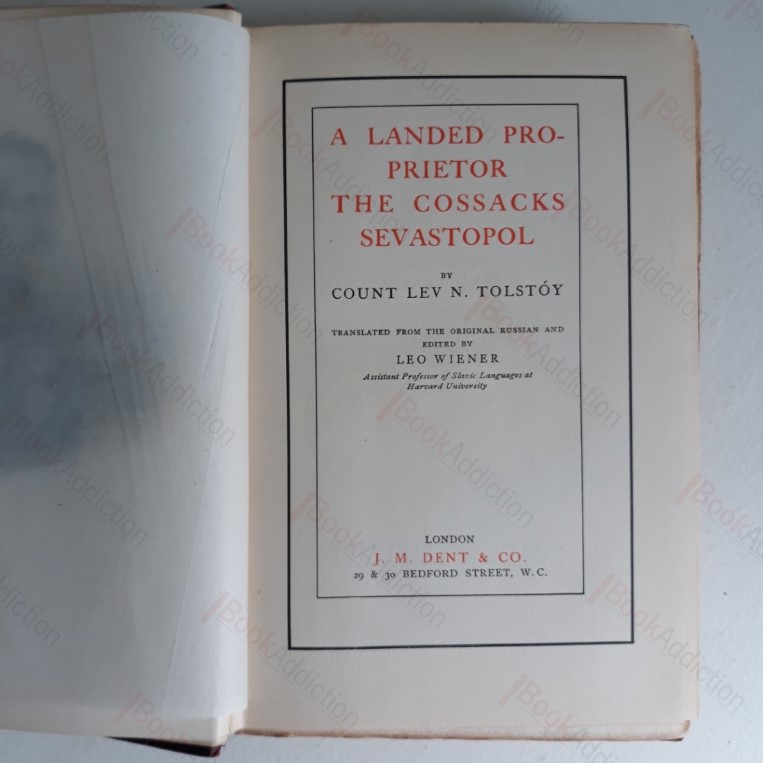 A LANDED PRO-
PRIETOR
THE COSSACKS
SEVASTOPOL
BY
COUNT LEV N. TOLSTÓY
TRANSLATED FROM THE ORIGINAL RUSSIAN AND
EDITED BY
LEO WIENER
Assistant Professor of Slavic Languages at
Harvard University
LONDON
J. M. DENT & CO.
29 & 30 BEDFORD STREET, W.C.
BookAddiction